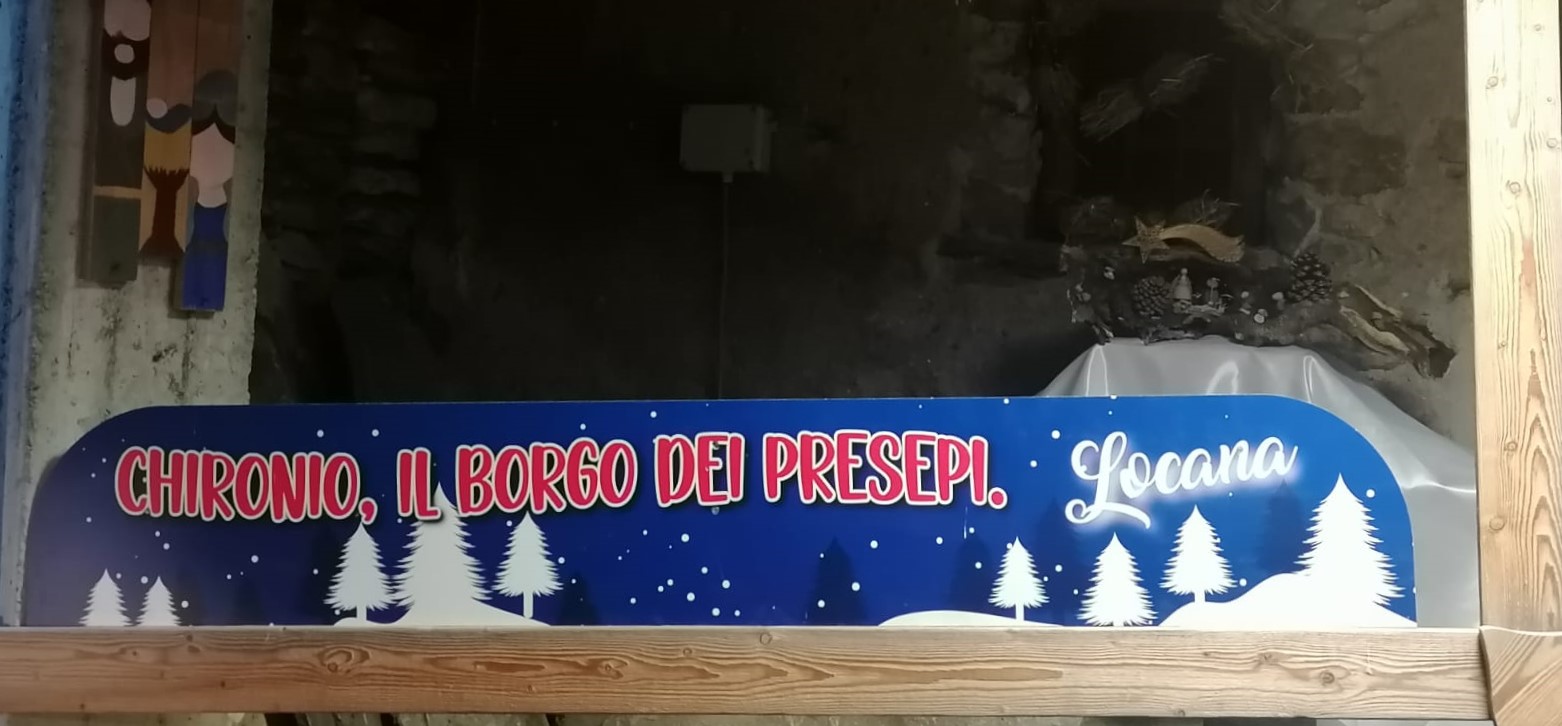 CHIRONIO, IL BORGO DEI PRESEPI. Locana